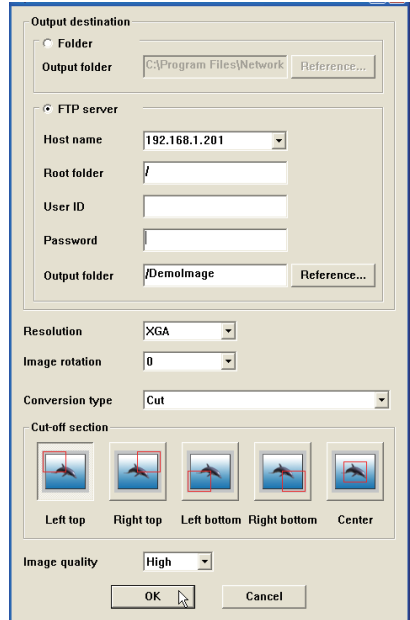 Output destination
Folder
Output folder C:\Program Files\Network Reference...
FTP server
Host name 192.168.1.201
Root folder /
User ID
Password
Output folder /DemoImage Reference...
Resolution XGA
Image rotation 0
Conversion type Cut
Cut-off section
Left top Right top Left bottom Right bottom Center
Image quality High
OK Cancel